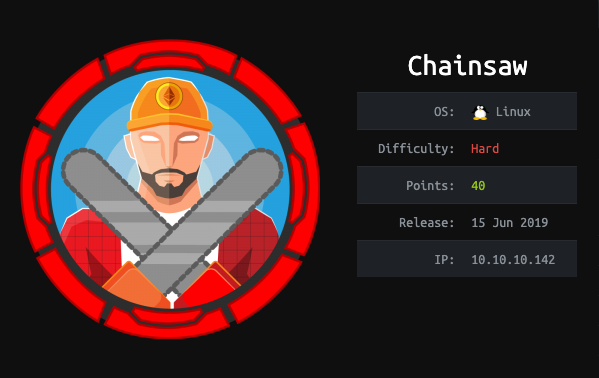 Chainsaw
OS: Linux
Difficulty: Hard
Points: 40
Release: 15 Jun 2019
IP: 10.10.10.142